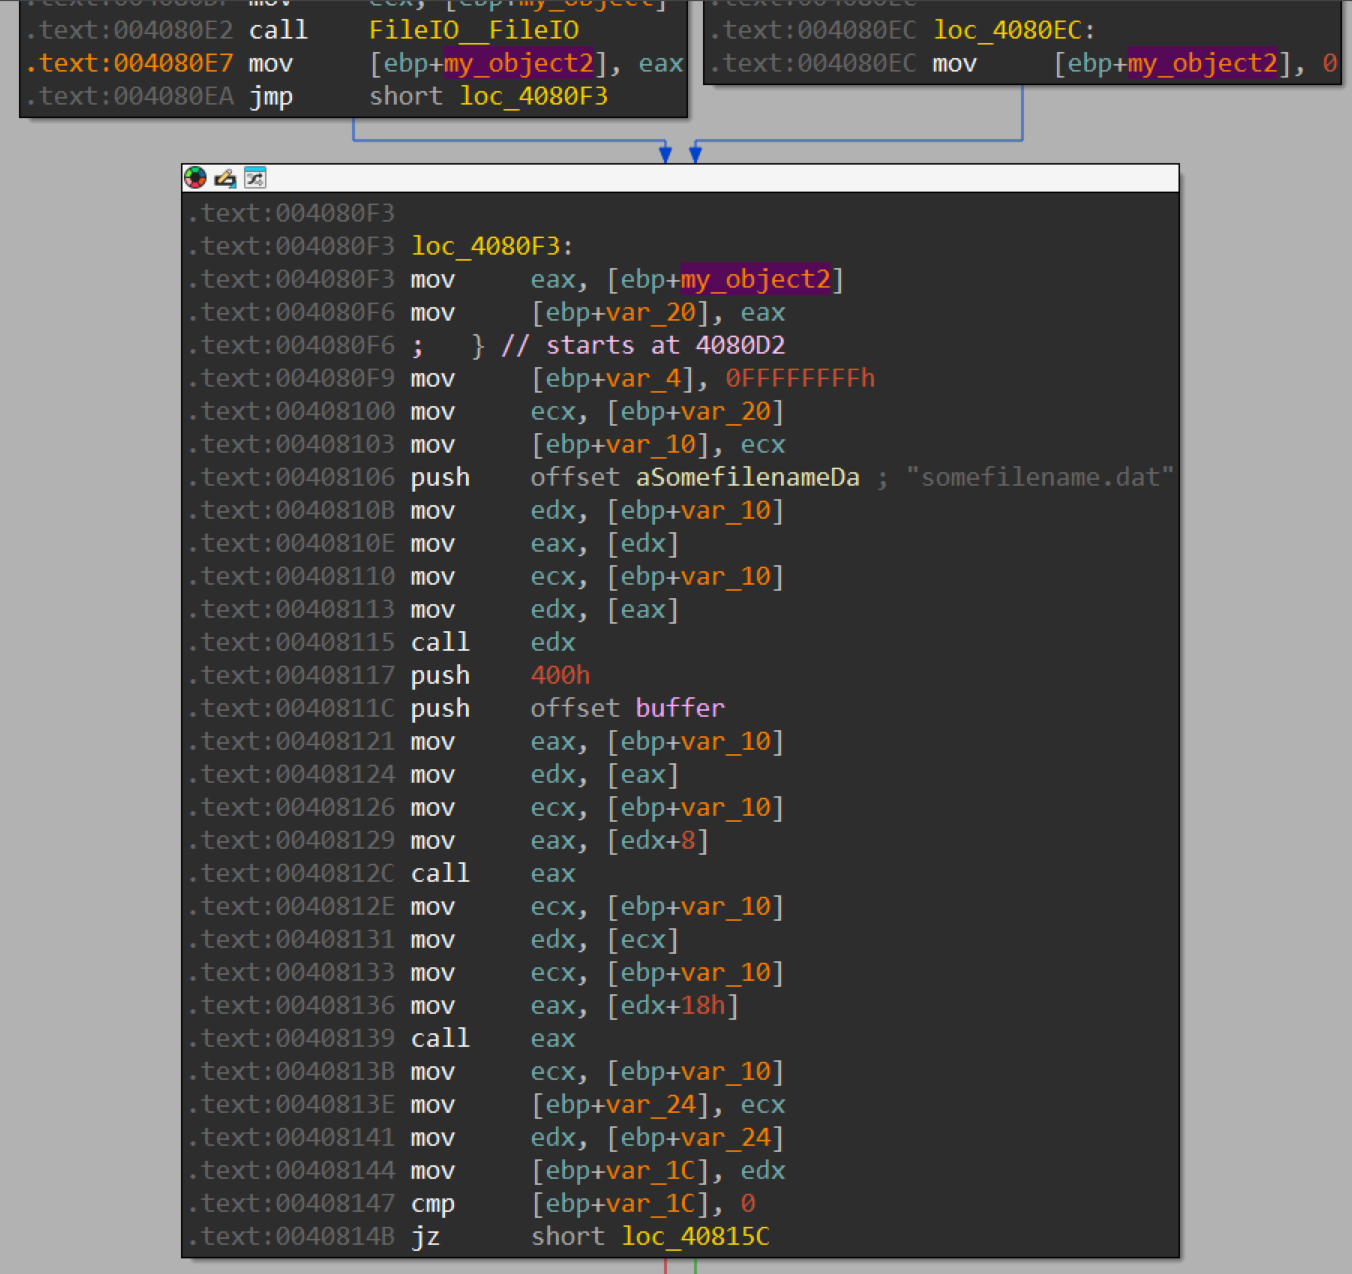 mov ecx, [ebp+my_object]
.text:004080E2 call FileIO__FileIO
.text:004080E7 mov [ebp+my_object2], eax
.text:004080EA jmp short loc_4080F3
.text:004080EC
.text:004080EC loc_4080EC:
.text:004080EC mov [ebp+my_object2], 0
.text:004080F3
.text:004080F3 loc_4080F3:
.text:004080F3 mov eax, [ebp+my_object2]
.text:004080F6 mov [ebp+var_20], eax
.text:004080F6 ; } // starts at 4080D2
.text:004080F9 mov [ebp+var_4], 0FFFFFFFFh
.text:00408100 mov ecx, [ebp+var_20]
.text:00408103 mov [ebp+var_10], ecx
.text:00408106 push offset aSomefilenameDa ; "somefilename.dat"
.text:0040810B mov edx, [ebp+var_10]
.text:0040810E mov eax, [edx]
.text:00408110 mov ecx, [ebp+var_10]
.text:00408113 mov edx, [eax]
.text:00408115 call edx
.text:00408117 push 400h
.text:0040811C push offset buffer
.text:00408121 mov eax, [ebp+var_10]
.text:00408124 mov edx, [eax]
.text:00408126 mov ecx, [ebp+var_10]
.text:00408129 mov eax, [edx+8]
.text:0040812C call eax
.text:0040812E mov ecx, [ebp+var_10]
.text:00408131 mov edx, [ecx]
.text:00408133 mov ecx, [ebp+var_10]
.text:00408136 mov eax, [edx+18h]
.text:00408139 call eax
.text:0040813B mov ecx, [ebp+var_10]
.text:0040813E mov [ebp+var_24], ecx
.text:00408141 mov edx, [ebp+var_24]
.text:00408144 mov [ebp+var_1C], edx
.text:00408147 cmp [ebp+var_1C], 0
.text:0040814B jz short loc_40815C